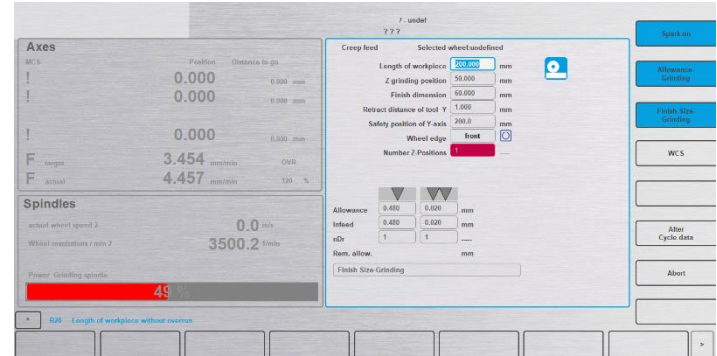 / - undef
???
Axes
MCS Position Distance to go
! 0.000 0.000 mm
! 0.000 0.000 mm
! 0.000 0.000 mm
F target 3.454 mm/min OVR
F actual 4.457 mm/min 120 %
Spindles
actual wheel speed 2 0.0 m/s
Wheel revolutions / min 2 3500.2 1/min
Power Grinding spindle
49 %
Creep feed Selected wheel:undefined
Length of workpiece 200.000 mm
Z grinding position 50.000 mm
Finish dimension 60.000 mm
Retract distance of tool Y 1.000 mm
Safety position of Y-axis 200.0 mm
Wheel edge front
Number Z-Positions 1
Allowance 0.480 0.020 mm
Infeed 0.480 0.020 mm
nDr 1 1
Ram. allow. mm
Finish Size Grinding
Spark on
Allowance
Grinding
Finish Size
Grinding
WCS
Alter
Cycle data
Abort
^ Length of workpiece without overrun
>